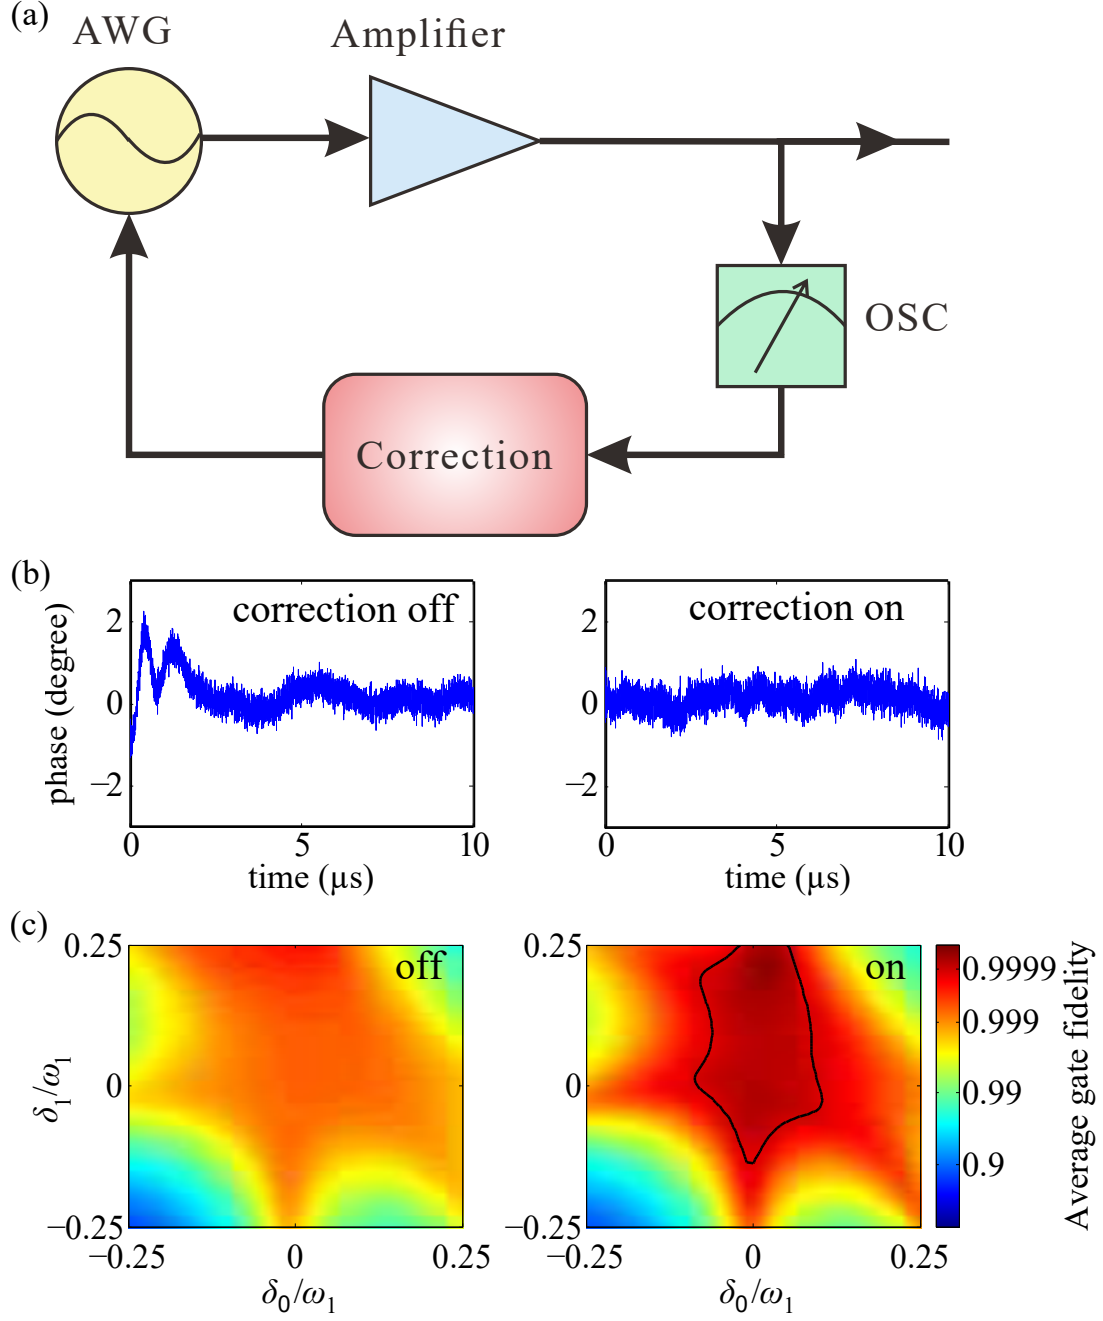 (a)
AWG
Amplifier
OSC
Correction
(b)
phase (degree)
2
0
−2
correction off
0
5
10
time (μs)
2
0
−2
correction on
0
5
10
time (μs)
(c)
δ₁/ω₁
0.25
0
−0.25
off
−0.25
0
0.25
δ₀/ω₁
0.25
0
−0.25
on
−0.25
0
0.25
δ₀/ω₁
0.9999
0.999
0.99
0.9
Average gate fidelity